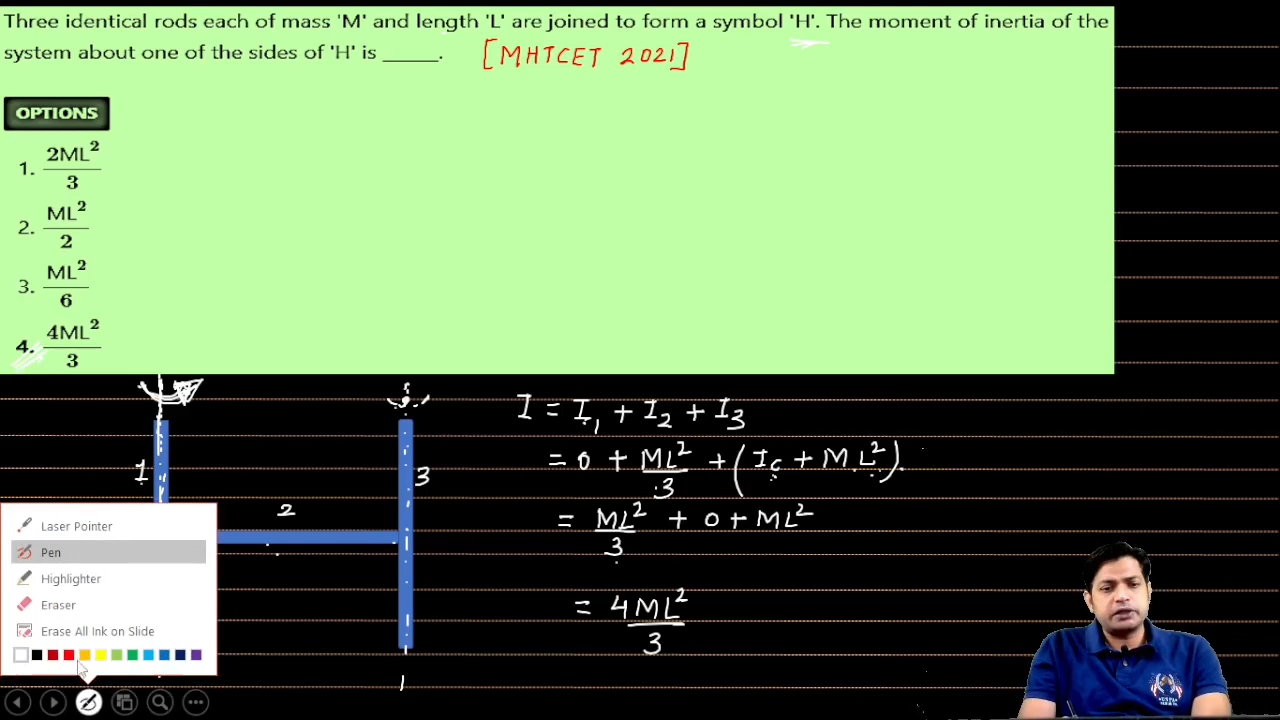 Three identical rods each of mass 'M' and length 'L' are joined to form a symbol 'H'. The moment of inertia of the
system about one of the sides of 'H' is _____. [MHTCET 2021]
OPTIONS
1. 2ML²/3
2. ML²/2
3. ML²/6
4. 4ML²/3
1
2
3
I = I₁ + I₂ + I₃
= 0 + ML²/3 + (I꜀ + ML²).
= ML²/3 + 0 + ML²
= 4ML²/3
Laser Pointer
Pen
Highlighter
Eraser
Erase All Ink on Slide